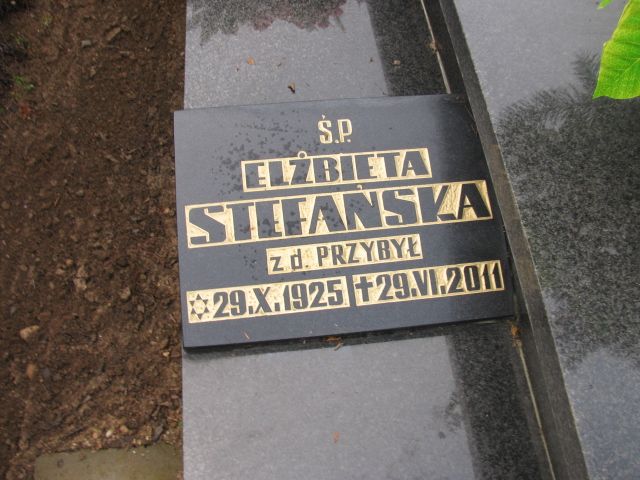 Ś.P.
ELŻBIETA
STEFAŃSKA
z d. PRZYBYŁ
✡29.X.1925 ✝29.VI.2011